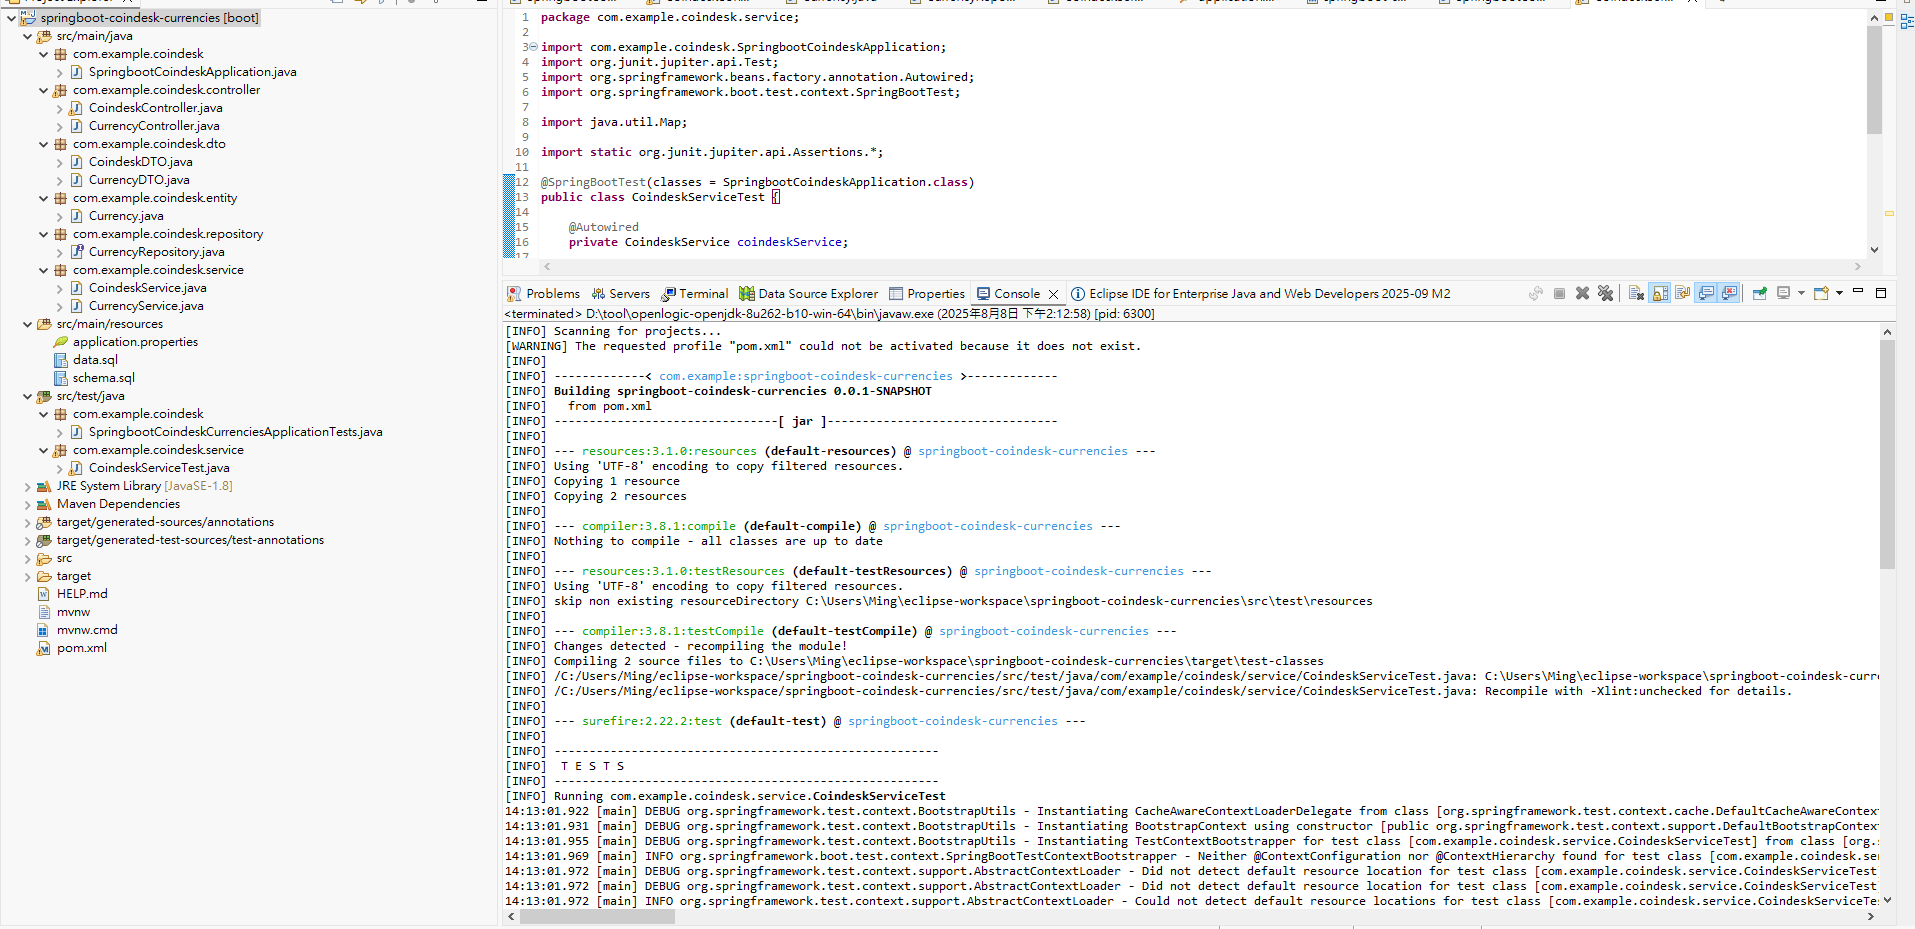 springboot-coindesk-currencies [boot]
src/main/java
com.example.coindesk
SpringbootCoindeskApplication.java
com.example.coindesk.controller
CoindeskController.java
CurrencyController.java
com.example.coindesk.dto
CoindeskDTO.java
CurrencyDTO.java
com.example.coindesk.entity
Currency.java
com.example.coindesk.repository
CurrencyRepository.java
com.example.coindesk.service
CoindeskService.java
CurrencyService.java
src/main/resources
application.properties
data.sql
schema.sql
src/test/java
com.example.coindesk
SpringbootCoindeskCurrenciesApplicationTests.java
com.example.coindesk.service
CoindeskServiceTest.java
JRE System Library [JavaSE-1.8]
Maven Dependencies
target/generated-sources/annotations
target/generated-test-sources/test-annotations
src
target
HELP.md
mvnw
mvnw.cmd
pom.xml
1 package com.example.coindesk.service;
2
3 import com.example.coindesk.SpringbootCoindeskApplication;
4 import org.junit.jupiter.api.Test;
5 import org.springframework.beans.factory.annotation.Autowired;
6 import org.springframework.boot.test.context.SpringBootTest;
7
8 import java.util.Map;
9
10 import static org.junit.jupiter.api.Assertions.*;
11
12 @SpringBootTest(classes = SpringbootCoindeskApplication.class)
13 public class CoindeskServiceTest {
14
15 @Autowired
16 private CoindeskService coindeskService;
17
Problems Servers Terminal Data Source Explorer Properties Console Eclipse IDE for Enterprise Java and Web Developers 2025-09 M2
<terminated> D:\tool\openlogic-openjdk-8u262-b10-win-64\bin\javaw.exe (2025年8月8日 下午2:12:58) [pid: 6300]
[INFO] Scanning for projects...
[WARNING] The requested profile "pom.xml" could not be activated because it does not exist.
[INFO]
[INFO] -------------< com.example:springboot-coindesk-currencies >-------------
[INFO] Building springboot-coindesk-currencies 0.0.1-SNAPSHOT
[INFO]   from pom.xml
[INFO] --------------------------------[ jar ]---------------------------------
[INFO]
[INFO] --- resources:3.1.0:resources (default-resources) @ springboot-coindesk-currencies ---
[INFO] Using 'UTF-8' encoding to copy filtered resources.
[INFO] Copying 1 resource
[INFO] Copying 2 resources
[INFO]
[INFO] --- compiler:3.8.1:compile (default-compile) @ springboot-coindesk-currencies ---
[INFO] Nothing to compile - all classes are up to date
[INFO]
[INFO] --- resources:3.1.0:testResources (default-testResources) @ springboot-coindesk-currencies ---
[INFO] Using 'UTF-8' encoding to copy filtered resources.
[INFO] skip non existing resourceDirectory C:\Users\Ming\eclipse-workspace\springboot-coindesk-currencies\src\test\resources
[INFO]
[INFO] --- compiler:3.8.1:testCompile (default-testCompile) @ springboot-coindesk-currencies ---
[INFO] Changes detected - recompiling the module!
[INFO] Compiling 2 source files to C:\Users\Ming\eclipse-workspace\springboot-coindesk-currencies\target\test-classes
[INFO] /C:/Users/Ming/eclipse-workspace/springboot-coindesk-currencies/src/test/java/com/example/coindesk/service/CoindeskServiceTest.java: C:\Users\Ming\eclipse-workspace\springboot-coindesk-curre
[INFO] /C:/Users/Ming/eclipse-workspace/springboot-coindesk-currencies/src/test/java/com/example/coindesk/service/CoindeskServiceTest.java: Recompile with -Xlint:unchecked for details.
[INFO]
[INFO] --- surefire:2.22.2:test (default-test) @ springboot-coindesk-currencies ---
[INFO]
[INFO] -------------------------------------------------------
[INFO]  T E S T S
[INFO] -------------------------------------------------------
[INFO] Running com.example.coindesk.service.CoindeskServiceTest
14:13:01.922 [main] DEBUG org.springframework.test.context.BootstrapUtils - Instantiating CacheAwareContextLoaderDelegate from class [org.springframework.test.context.cache.DefaultCacheAwareContext
14:13:01.931 [main] DEBUG org.springframework.test.context.BootstrapUtils - Instantiating BootstrapContext using constructor [public org.springframework.test.context.support.DefaultBootstrapContext
14:13:01.955 [main] DEBUG org.springframework.test.context.BootstrapUtils - Instantiating TestContextBootstrapper for test class [com.example.coindesk.service.CoindeskServiceTest] from class [org.
14:13:01.969 [main] INFO org.springframework.boot.test.context.SpringBootTestContextBootstrapper - Neither @ContextConfiguration nor @ContextHierarchy found for test class [com.example.coindesk.se
14:13:01.972 [main] DEBUG org.springframework.test.context.support.AbstractContextLoader - Did not detect default resource location for test class [com.example.coindesk.service.CoindeskServiceTest
14:13:01.972 [main] DEBUG org.springframework.test.context.support.AbstractContextLoader - Did not detect default resource location for test class [com.example.coindesk.service.CoindeskServiceTest
14:13:01.972 [main] INFO org.springframework.test.context.support.AbstractContextLoader - Could not detect default resource locations for test class [com.example.coindesk.service.CoindeskServiceTe